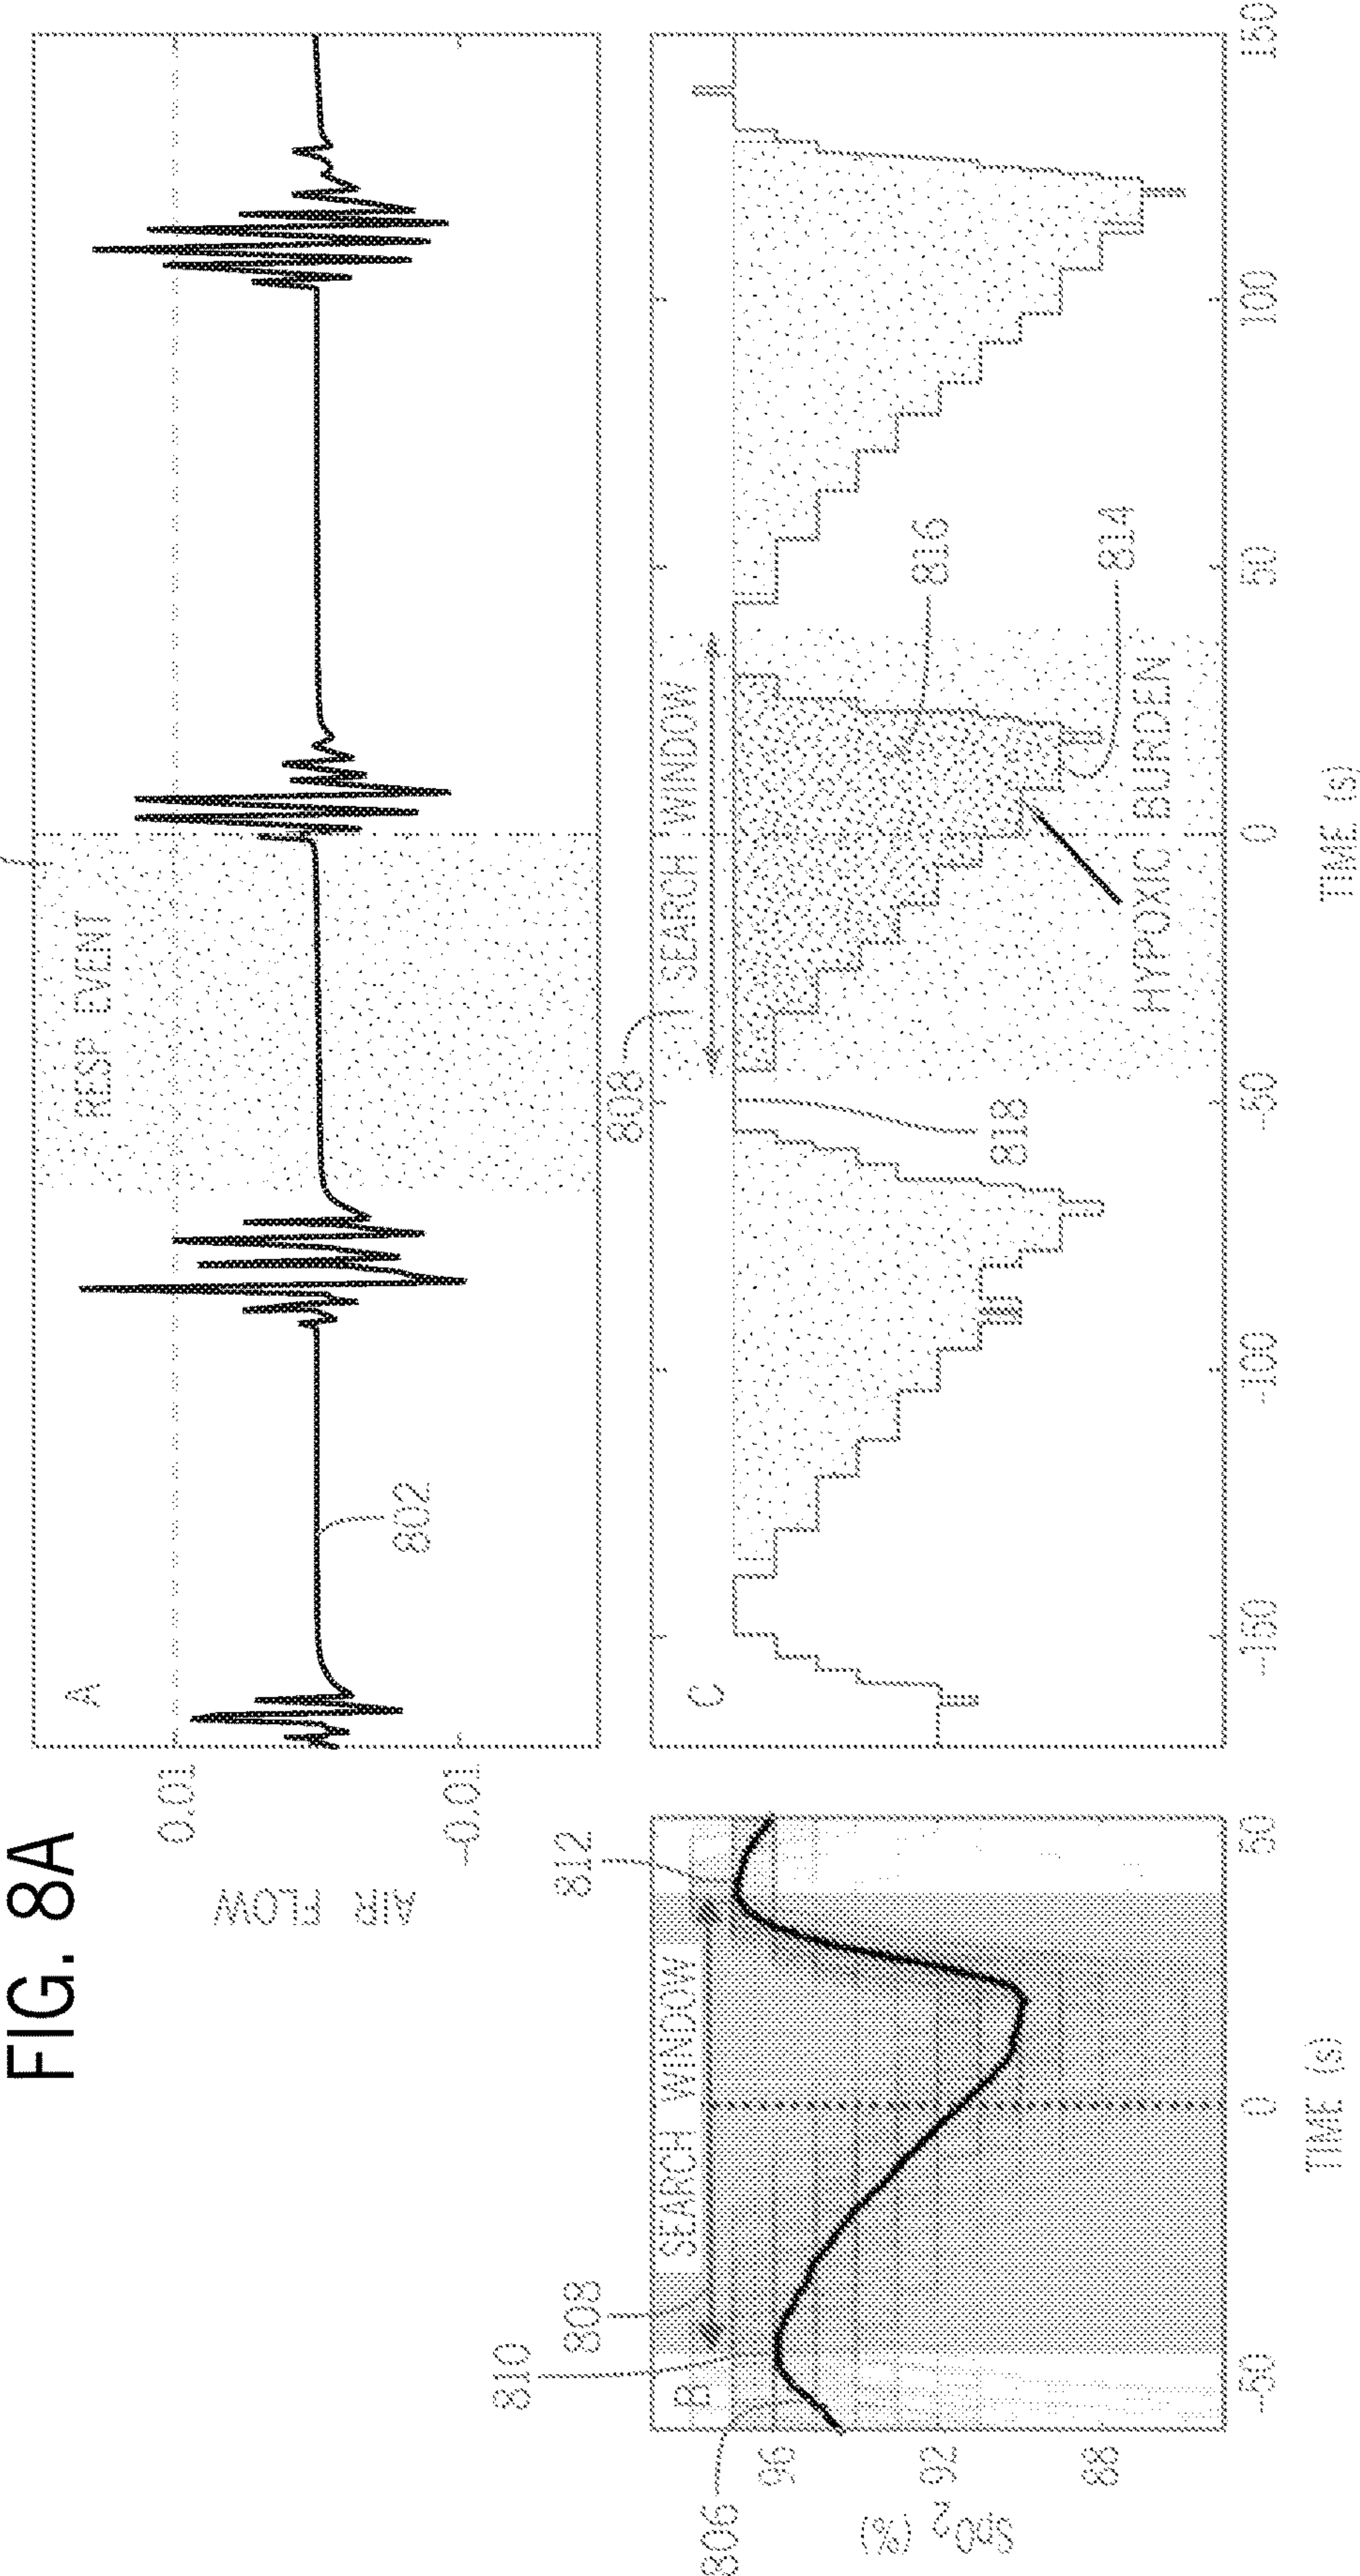 FIG. 8A
A
RESP EVENT
0.01
-0.01
AIR FLOW
802
810
808
812
B
SEARCH WINDOW
806
96
92
88
SpO2 (%)
-50
0
50
TIME (s)
808
C
SEARCH WINDOW
816
814
818
HYPOXIC BURDEN
-150
-100
-50
0
50
100
150
TIME (s)